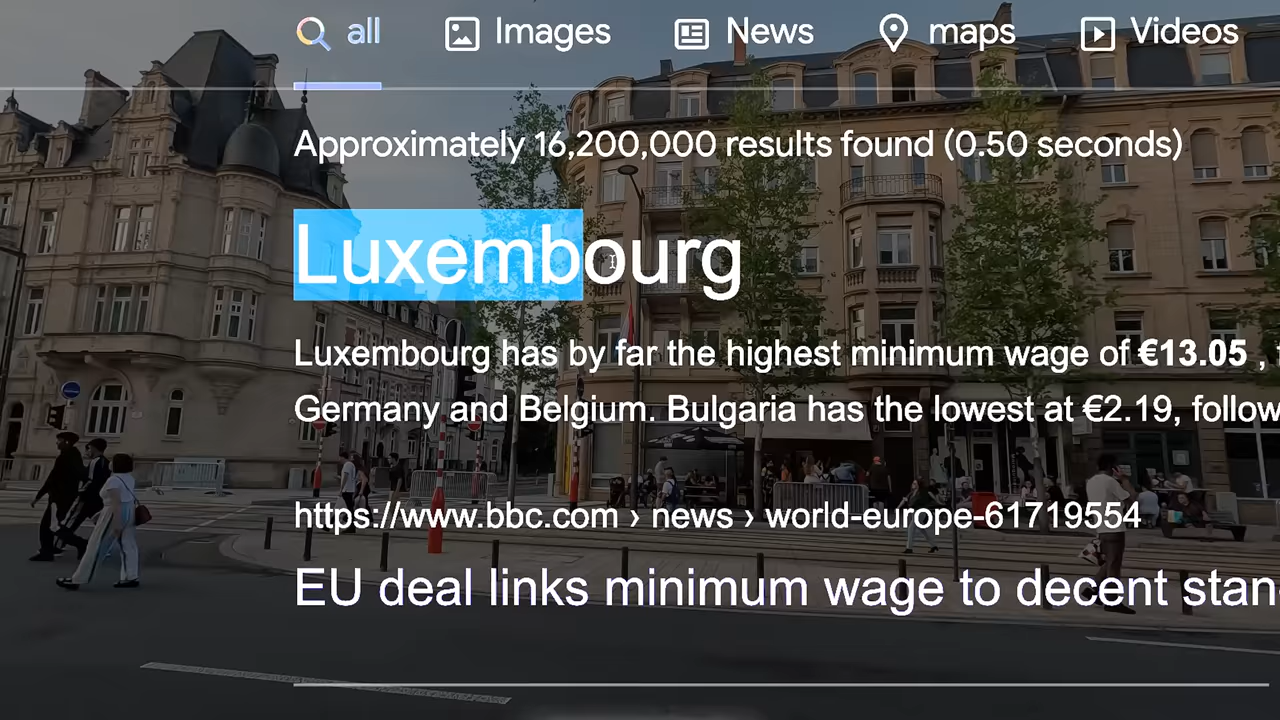 all Images News maps Videos
Approximately 16,200,000 results found (0.50 seconds)
Luxembourg
Luxembourg has by far the highest minimum wage of €13.05 ,
Germany and Belgium. Bulgaria has the lowest at €2.19, follow
https://www.bbc.com › news › world-europe-61719554
EU deal links minimum wage to decent stan